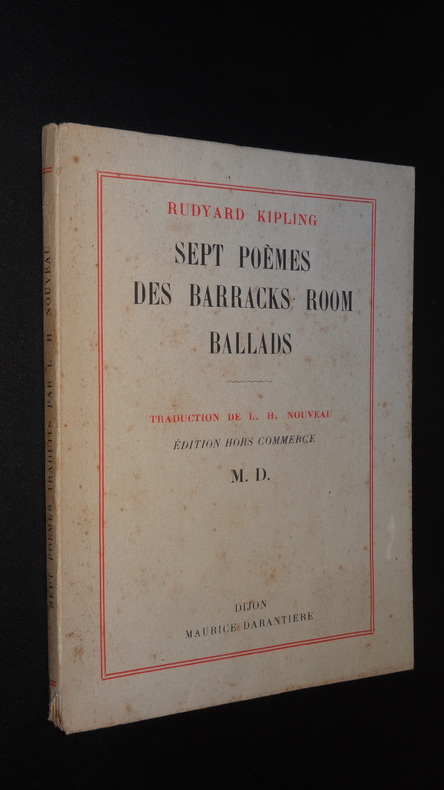 RUDYARD KIPLING
SEPT POÈMES
DES BARRACKS ROOM
BALLADS
TRADUCTION DE L. H. NOUVEAU
ÉDITION HORS COMMERCE
M. D.
DIJON
MAURICE DARANTIERE
SEPT POÈMES TRADUITS PAR L. H. NOUVEAU